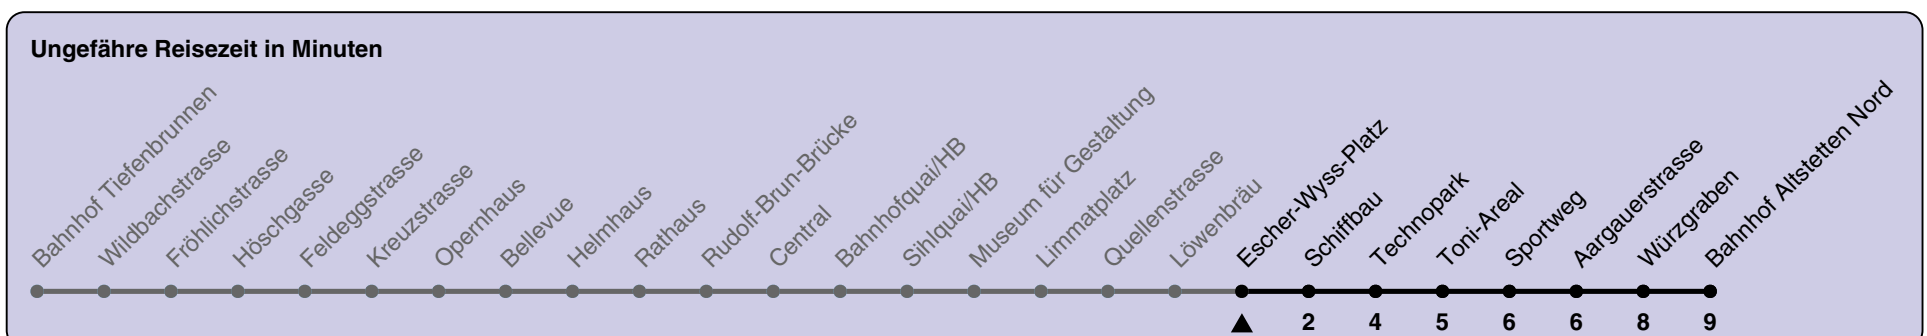 Ungefähre Reisezeit in Minuten
Bahnhof Tiefenbrunnen
Wildbachstrasse
Fröhlichstrasse
Höschgasse
Feldeggstrasse
Kreuzstrasse
Opernhaus
Bellevue
Helmhaus
Rathaus
Rudolf-Brun-Brücke
Central
Bahnhofquai/HB
Sihlquai/HB
Museum für Gestaltung
Limmatplatz
Quellenstrasse
Löwenbräu
Escher-Wyss-Platz
Schiffbau
Technopark
Toni-Areal
Sportweg
Aargauerstrasse
Würzgraben
Bahnhof Altstetten Nord
2 4 5 6 6 8 9